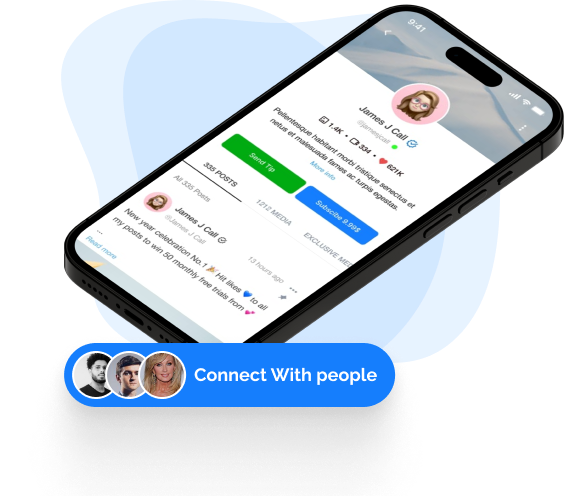 9:41
James J Call
@jamesjcall
1.4K • 334 • 621K
Pellentesque habitant morbi tristique senectus et
netus et malesuada fames ac turpis egestas.
More info
Send Tip
Subscibe 9.99$
335 POSTS
1212 MEDIA
EXCLUSIVE ME
All 335 Posts
James J Call
@James J Call
13 hours ago
New year celebration No.1 🎉 Hit likes 💙 to all
my posts to win 50 monthly free trials from 💕
...
Read more
Connect With people